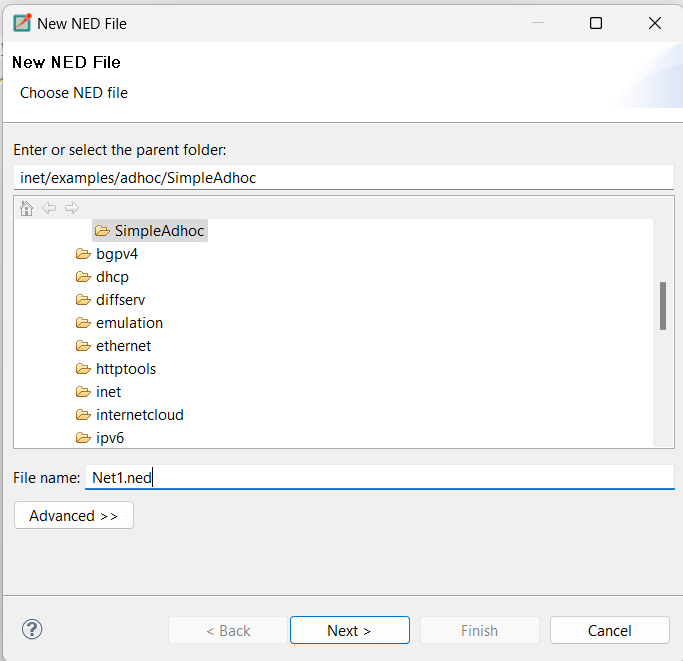 New NED File
New NED File
Choose NED file
Enter or select the parent folder:
inet/examples/adhoc/SimpleAdhoc
SimpleAdhoc
bgpv4
dhcp
diffserv
emulation
ethernet
httptools
inet
internetcloud
ipv6
File name: Net1.ned
Advanced >>
? < Back Next > Finish Cancel